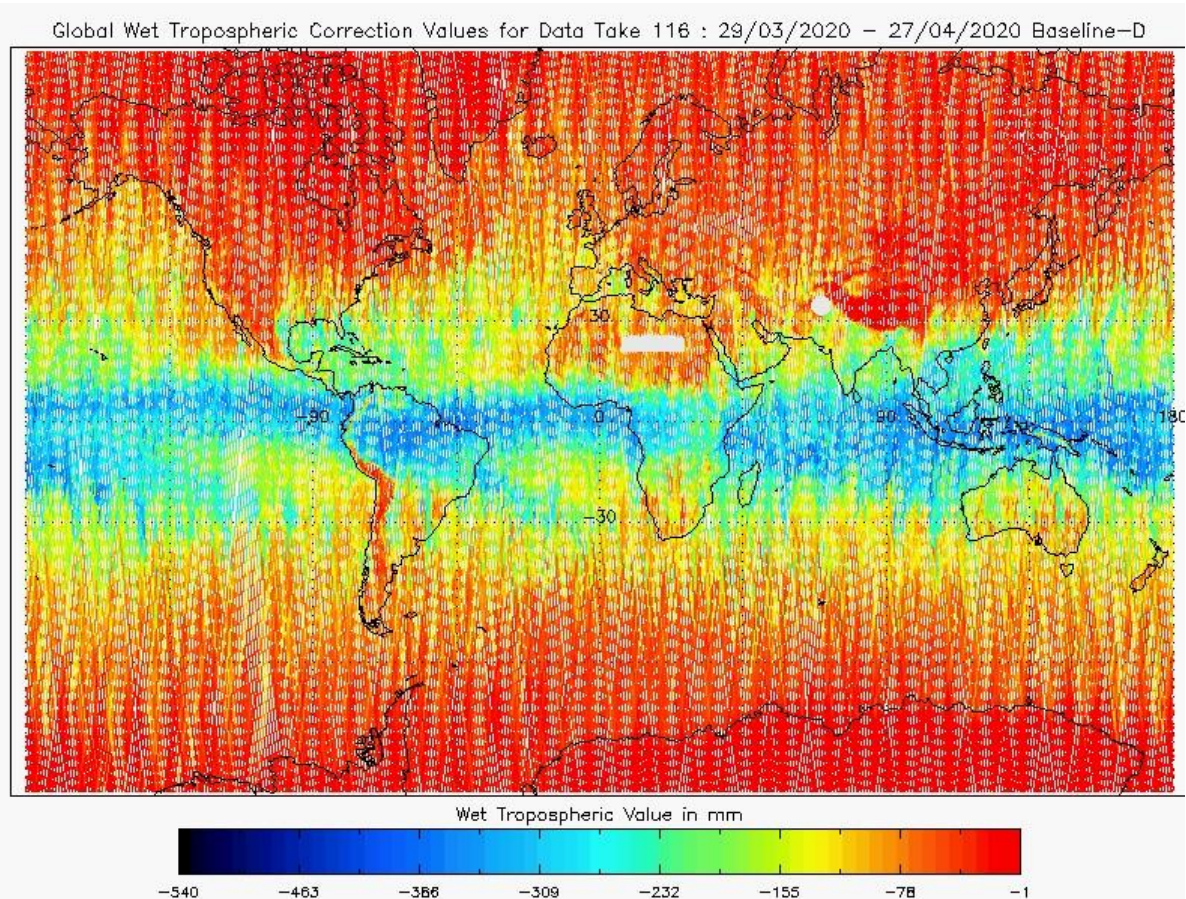 Global Wet Tropospheric Correction Values for Data Take 116 : 29/03/2020 – 27/04/2020 Baseline–D
30
–90 0 90 180
–30
Wet Tropospheric Value in mm
–540 –463 –386 –309 –232 –155 –78 –1